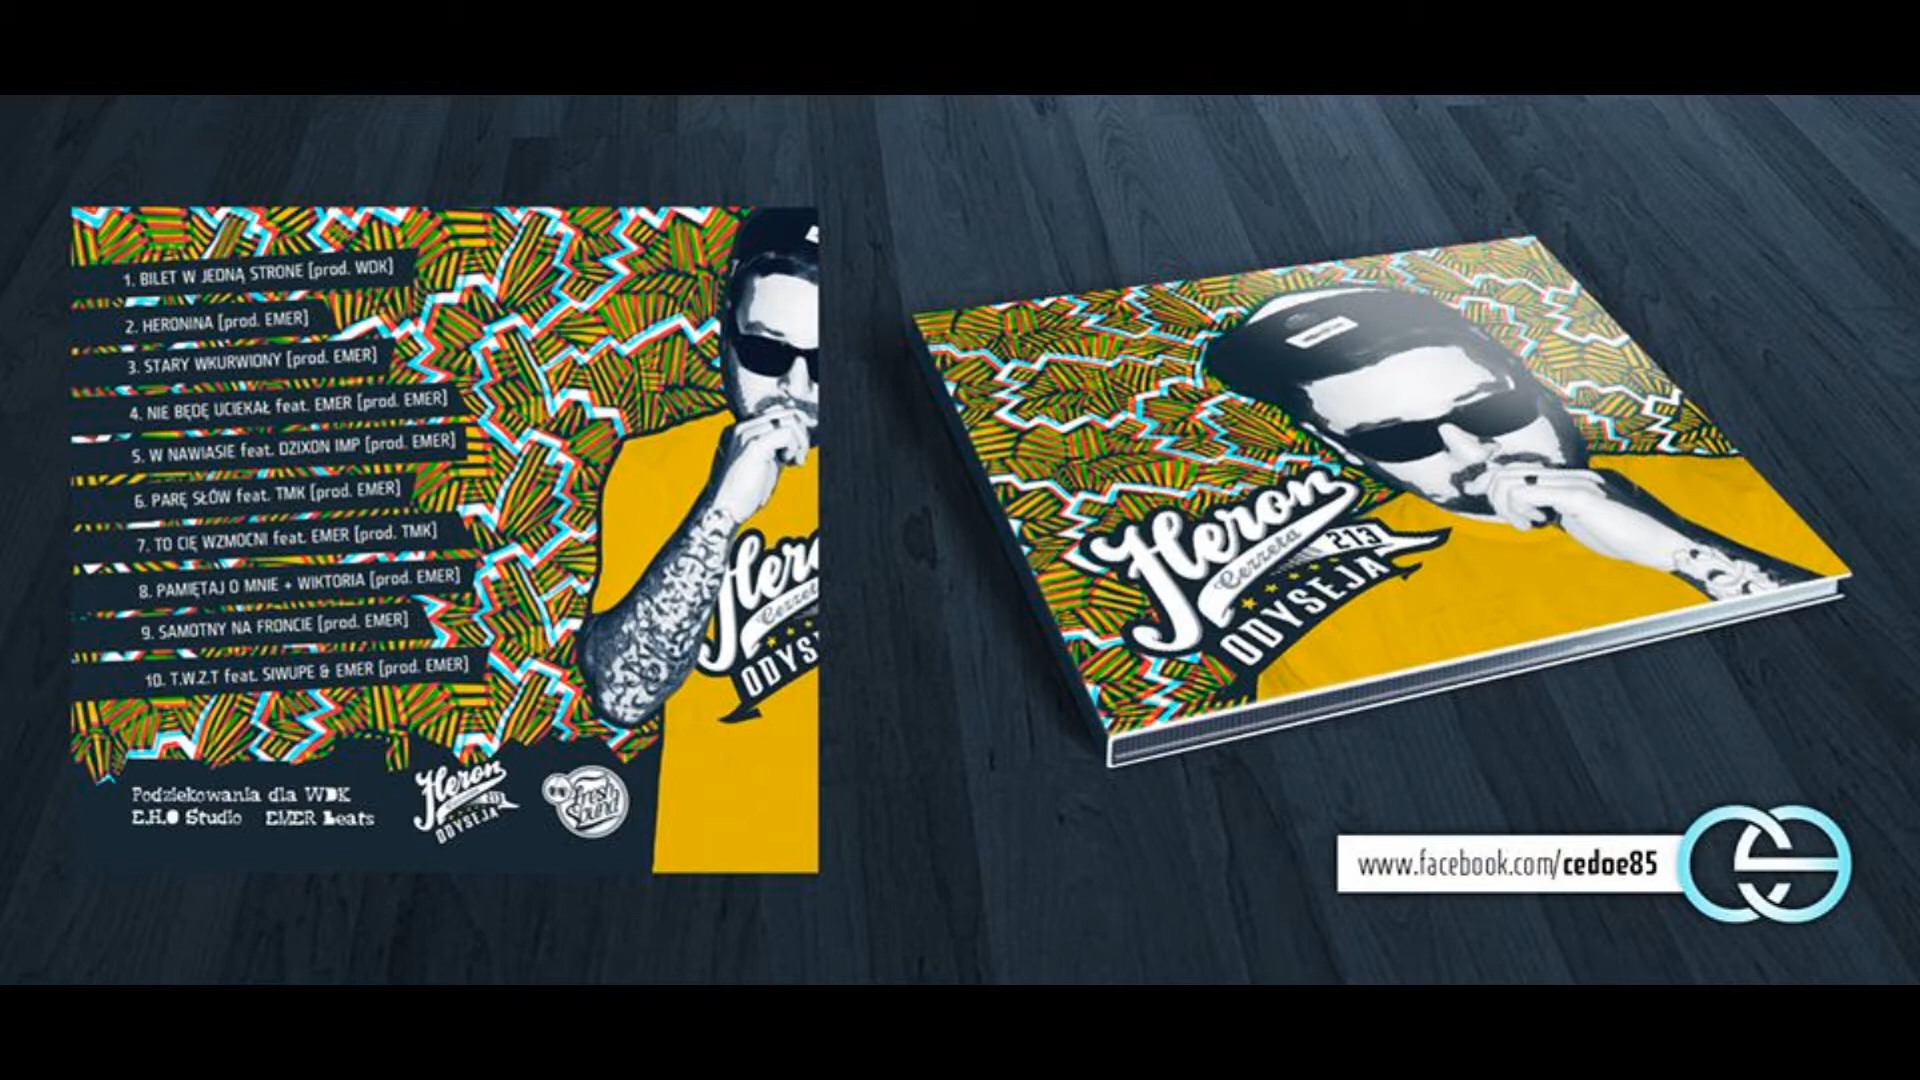 1. BILET W JEDNĄ STRONE [prod. WDK]
2. HERONINA [prod. EMER]
3. STARY WKURWIONY [prod. EMER]
4. NIE BĘDĘ UCIEKAŁ feat. EMER [prod. EMER]
5. W NAWIASIE feat. DZIXON IMP [prod. EMER]
6. PARĘ SŁÓW feat. TMK [prod. EMER]
7. TO CIĘ WZMOCNI feat. EMER [prod. TMK]
8. PAMIĘTAJ O MNIE + WIKTORIA [prod. EMER]
9. SAMOTNY NA FRONCIE [prod. EMER]
10. T.W.Z.T feat. SIWUPE & EMER [prod. EMER]
Podziekowania dla WDK
E.H.O Studio EMER Beats
Heron
213
ODYSEJA
Fresh
Sound
Heron
Cerzeta
213
ODYSEJA
www.facebook.com/cedoe85